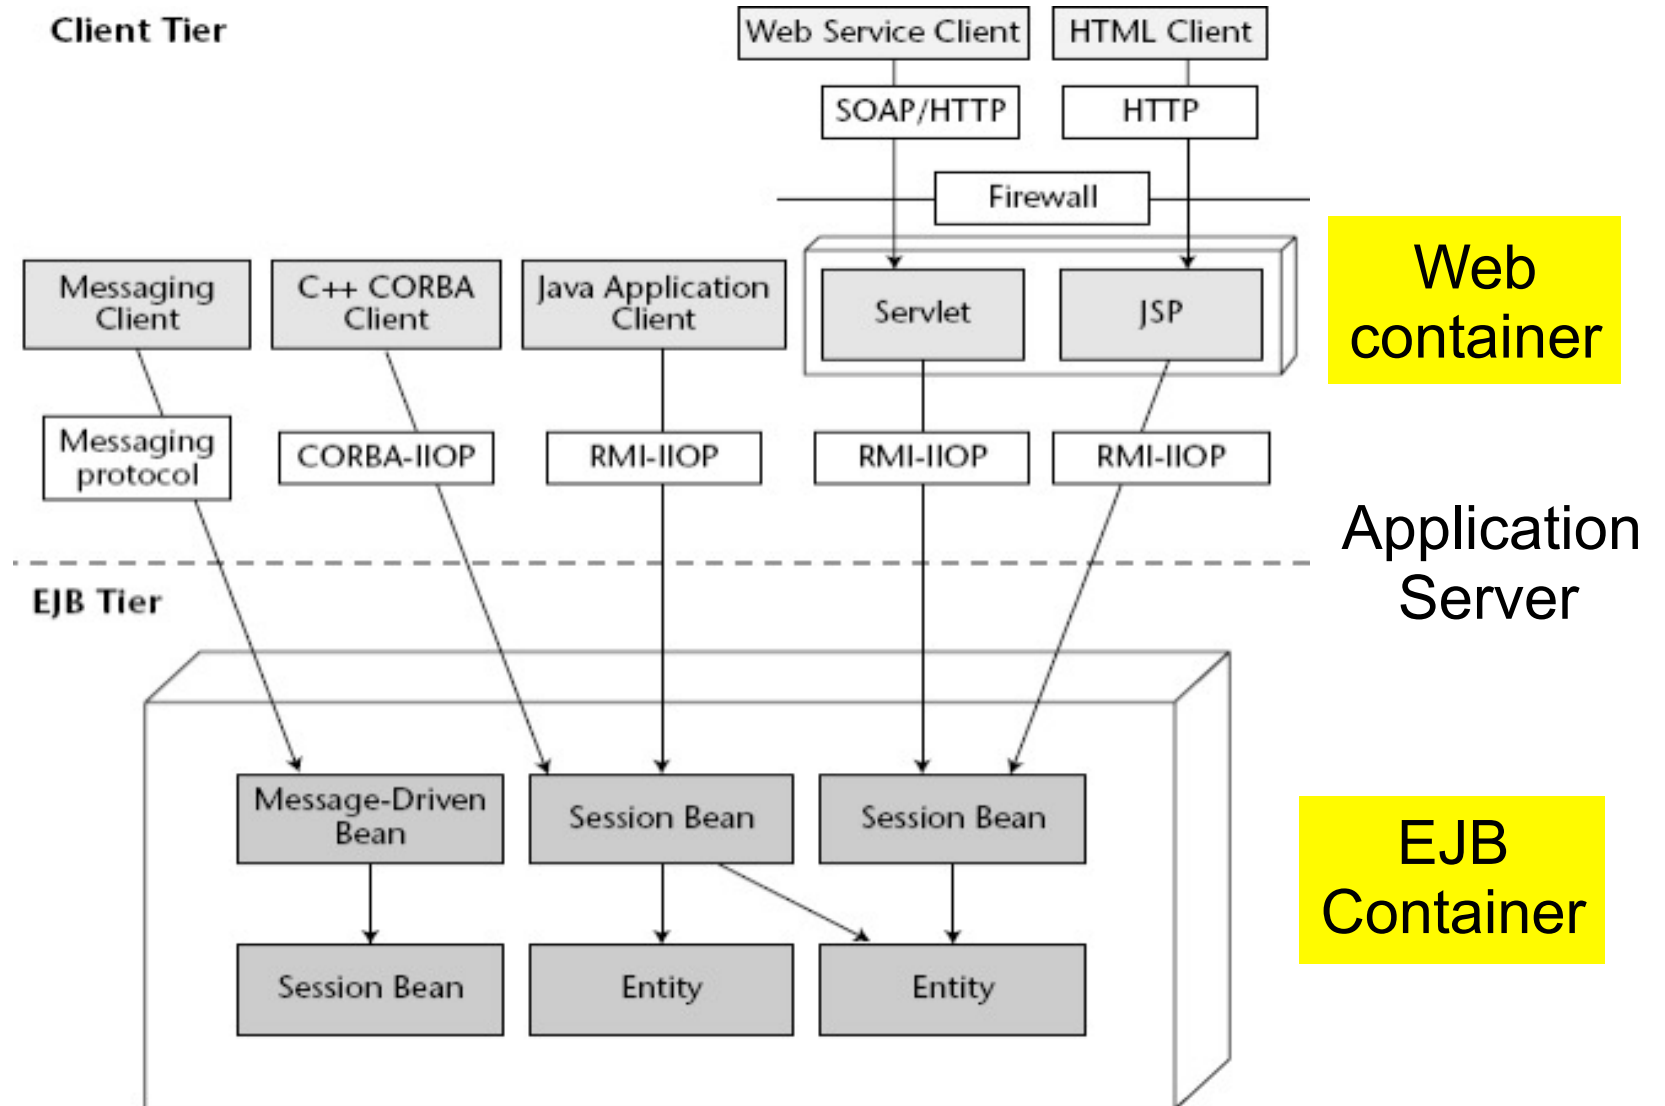 Client Tier
Web Service Client
HTML Client
SOAP/HTTP
HTTP
Firewall
Messaging
Client
C++ CORBA
Client
Java Application
Client
Servlet
JSP
Web
container
Messaging
protocol
CORBA-IIOP
RMI-IIOP
RMI-IIOP
RMI-IIOP
Application
Server
EJB Tier
Message-Driven
Bean
Session Bean
Session Bean
EJB
Container
Session Bean
Entity
Entity